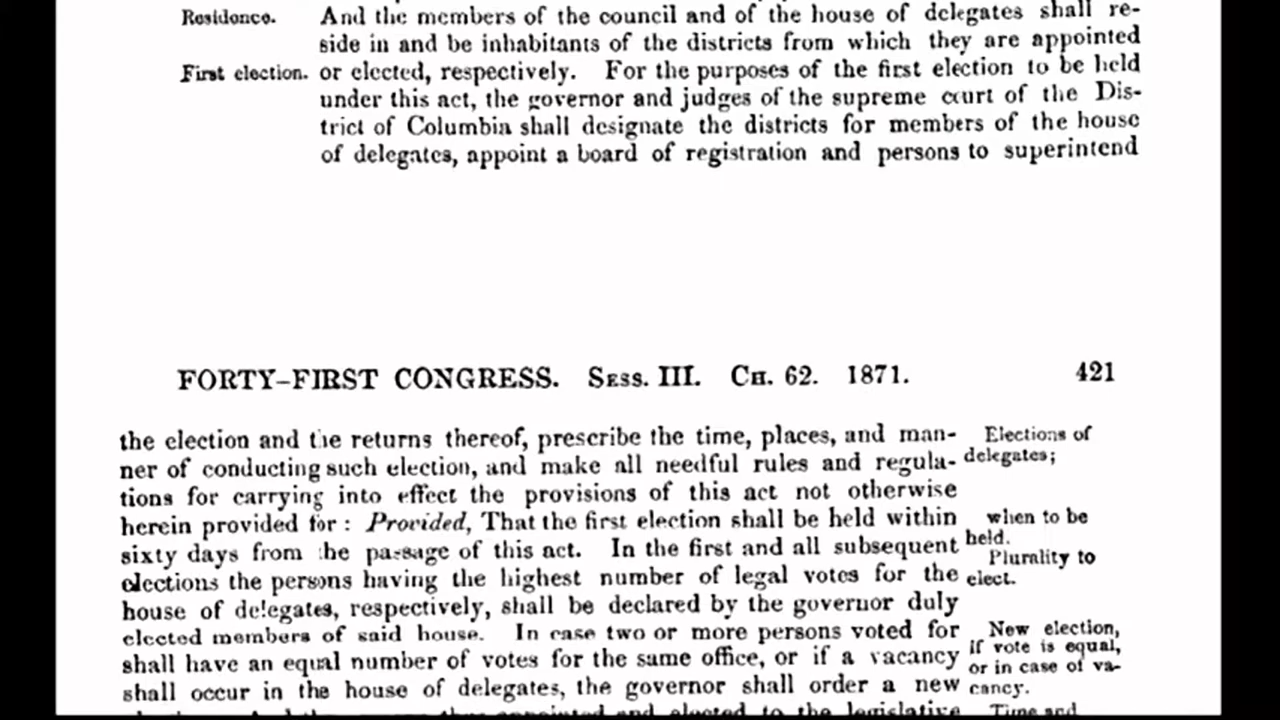 Residence.
And the members of the council and of the house of delegates shall re-
side in and be inhabitants of the districts from which they are appointed
First election.
or elected, respectively. For the purposes of the first election to be held
under this act, the governor and judges of the supreme court of the Dis-
trict of Columbia shall designate the districts for members of the house
of delegates, appoint a board of registration and persons to superintend
FORTY-FIRST CONGRESS. SESS. III. CH. 62. 1871. 421
the election and the returns thereof, prescribe the time, places, and man-
ner of conducting such election, and make all needful rules and regula-
tions for carrying into effect the provisions of this act not otherwise
herein provided for: Provided, That the first election shall be held within
sixty days from the passage of this act. In the first and all subsequent
elections the persons having the highest number of legal votes for the
house of delegates, respectively, shall be declared by the governor duly
elected members of said house. In case two or more persons voted for
shall have an equal number of votes for the same office, or if a vacancy
shall occur in the house of delegates, the governor shall order a new
appointed and elected to the legislative
Elections of
delegates;
when to be
held.
Plurality to
elect.
New election,
if vote is equal,
or in case of va-
cancy.
Time and